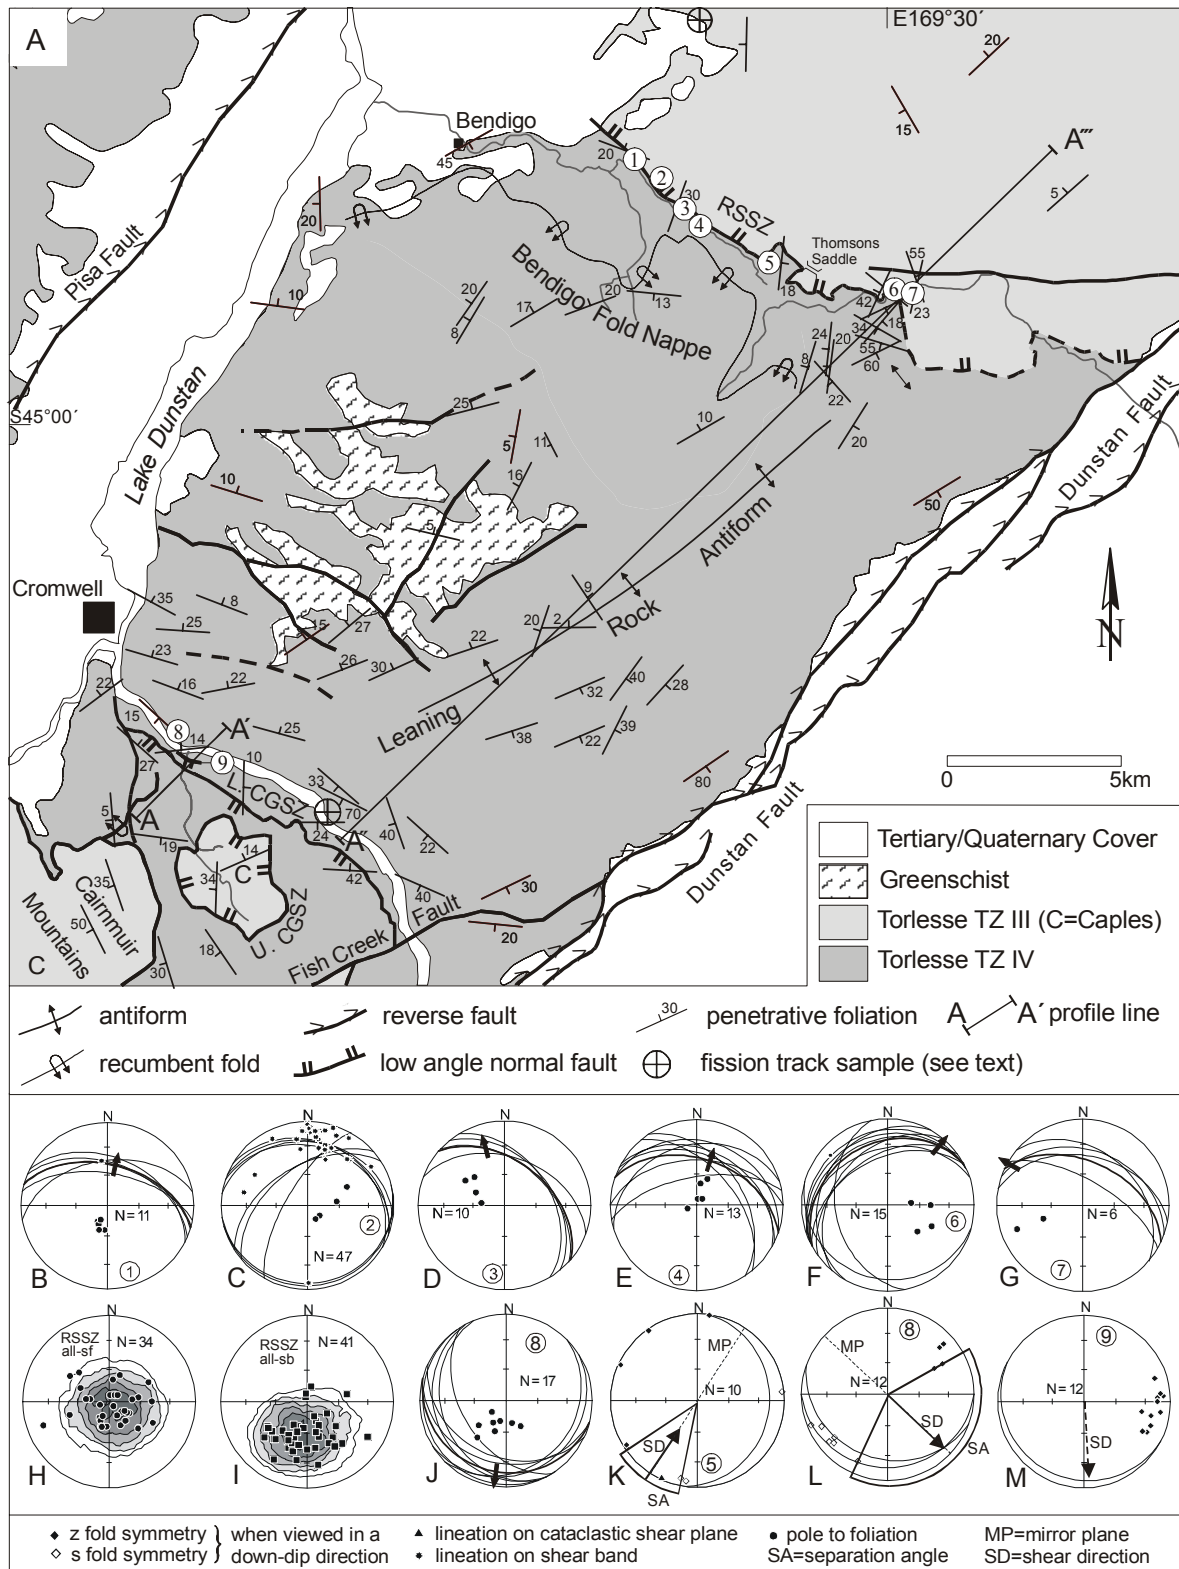 A
E169°30´
20
15
A‴
5
Bendigo
45
20
1
2
30
3
4
RSSZ
5
18
Thomsons
Saddle
55
6
7
42
23
Pisa Fault
20
Bendigo Fold Nappe
10
20
8
17
20
13
34
18
55
60
24
20
8
22
S45°00´
Lake Dunstan
25
5
11
16
10
20
Dunstan Fault
10
5
50
Antiform
Cromwell
35
8
25
23
16
22
22
15
27
26
30
22
20
2
9
Rock
32
40
28
38
22
39
Leaning
80
15
8
A´
14
25
9
10
27
L. CGSZ
33
70
24
A″
40
22
5
A
19
14
34
C
42
40
Fault
30
20
N
0
5km
Dunstan Fault
35
50
Cairnmuir
Mountains
C
30
18
U. CGSZ
Fish Creek
Tertiary/Quaternary Cover
Greenschist
Torlesse TZ III (C=Caples)
Torlesse TZ IV
antiform
reverse fault
30
penetrative foliation
A
A´ profile line
recumbent fold
low angle normal fault
fission track sample (see text)
N
N=11
B
1
N
N=47
C
2
N
N=10
D
3
N
N=13
E
4
N
N=15
F
6
N
N=6
G
7
N
RSSZ
all-sf
N=34
H
N
RSSZ
all-sb
N=41
I
N
8
N=17
J
N
MP
N=10
SD
K
5
SA
N
8
MP
N=12
SD
L
SA
N
9
N=12
SD
M
z fold symmetry
s fold symmetry
} when viewed in a
down-dip direction
lineation on cataclastic shear plane
lineation on shear band
pole to foliation
SA=separation angle
MP=mirror plane
SD=shear direction